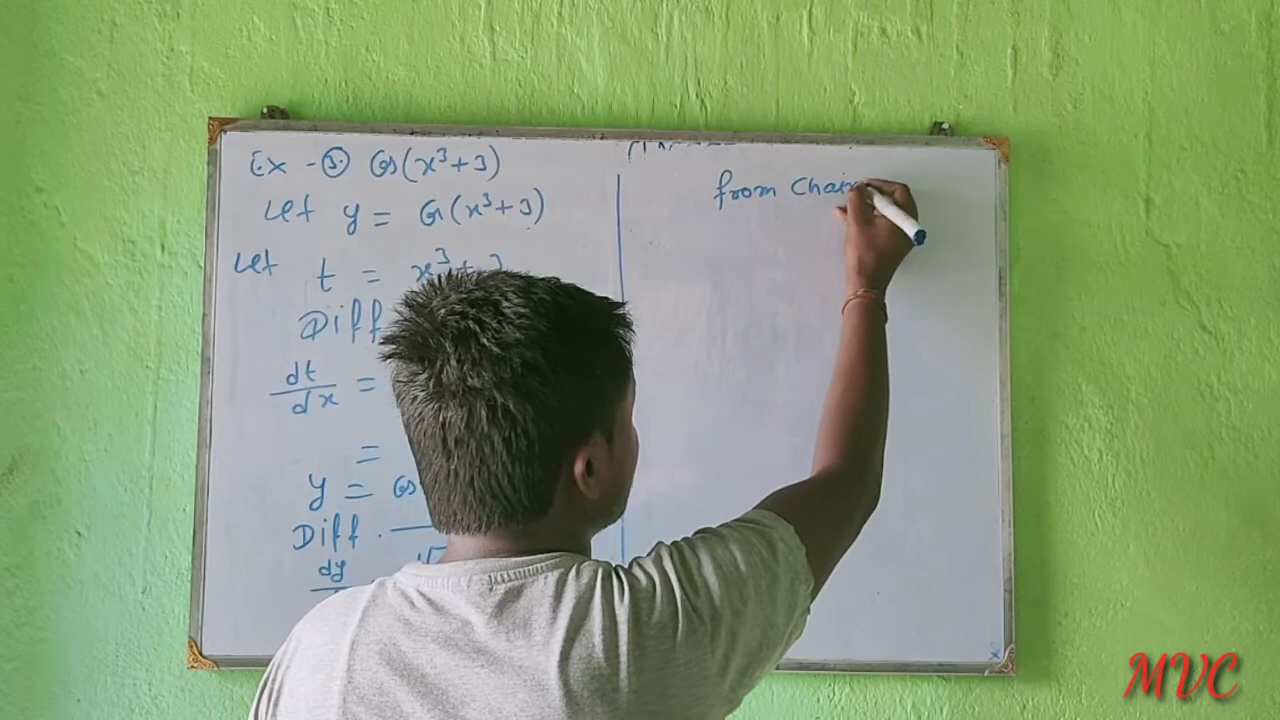 Ex - ③. Cos(x³+3)
Let y = Cos(x³+3)
Let t = x³+3
Diff
dt/dx =
=
y = Cos
Diff.
dy
from Chain
MVC